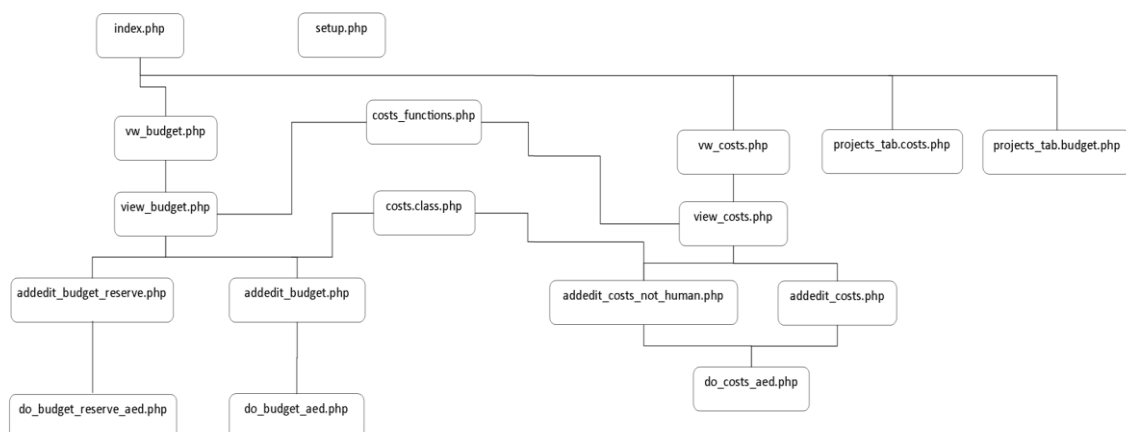 index.php
setup.php
vw_budget.php
costs_functions.php
vw_costs.php
projects_tab.costs.php
projects_tab.budget.php
view_budget.php
costs.class.php
view_costs.php
addedit_budget_reserve.php
addedit_budget.php
addedit_costs_not_human.php
addedit_costs.php
do_costs_aed.php
do_budget_reserve_aed.php
do_budget_aed.php